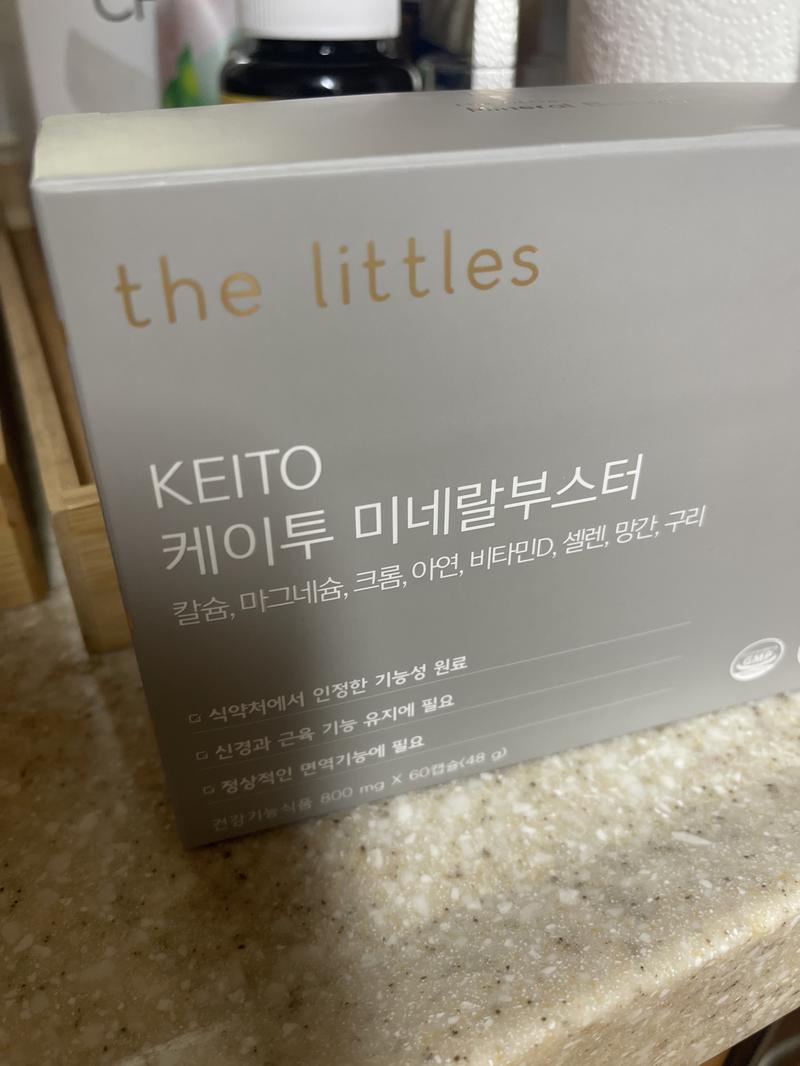 Mineral
the littles
KEITO
케이투 미네랄부스터
칼슘, 마그네슘, 크롬, 아연, 비타민D, 셀렌, 망간, 구리
식약처에서 인정한 기능성 원료
신경과 근육 기능 유지에 필요
정상적인 면역기능에 필요
건강기능식품 800 mg X 60캡슐(48 g)
GMP